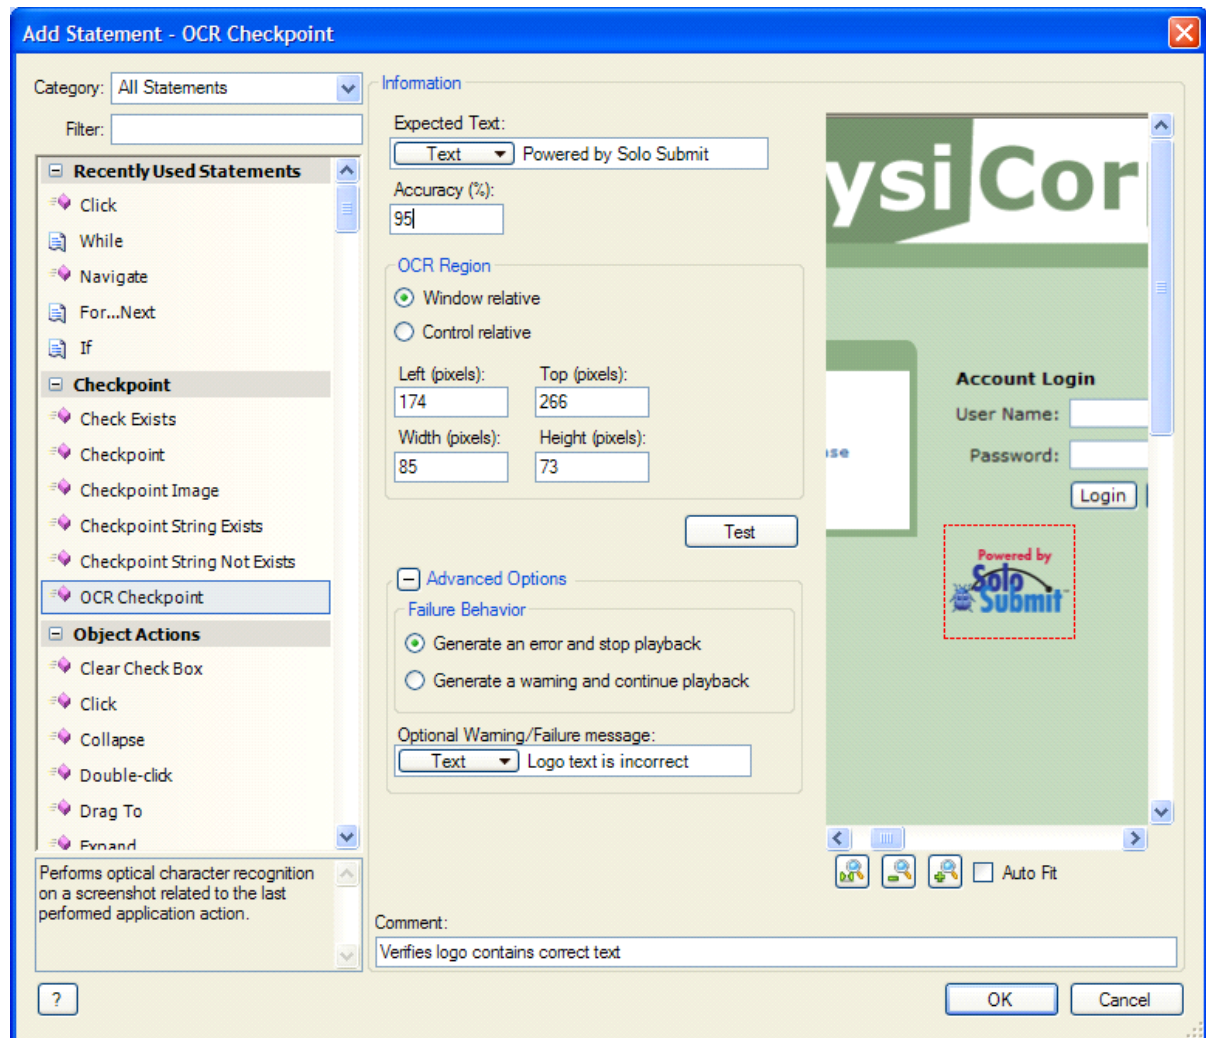 Add Statement - OCR Checkpoint
Category: All Statements
Filter:
Recently Used Statements
Click
While
Navigate
For...Next
If
Checkpoint
Check Exists
Checkpoint
Checkpoint Image
Checkpoint String Exists
Checkpoint String Not Exists
OCR Checkpoint
Object Actions
Clear Check Box
Click
Collapse
Double-click
Drag To
Expand
Performs optical character recognition
on a screenshot related to the last
performed application action.
?
Information
Expected Text:
Text Powered by Solo Submit
Accuracy (%):
95
OCR Region
Window relative
Control relative
Left (pixels): Top (pixels):
174 266
Width (pixels): Height (pixels):
85 73
Test
Advanced Options
Failure Behavior
Generate an error and stop playback
Generate a warning and continue playback
Optional Warning/Failure message:
Text Logo text is incorrect
ysiCor
Account Login
User Name:
ase
Password:
Login
Powered by
Solo
Submit
Auto Fit
Comment:
Verifies logo contains correct text
OK Cancel